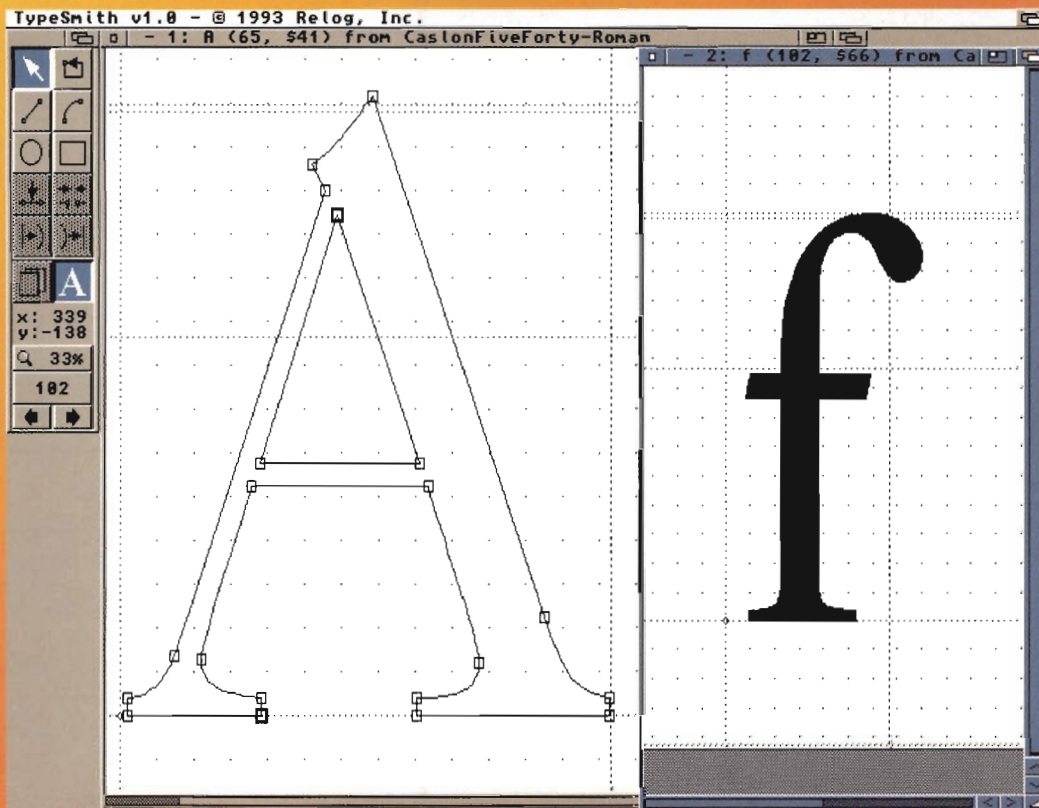 TypeSmith v1.0 - © 1993 Relog, Inc.
- 1: A (65, $41) from CaslonFiveForty-Roman
- 2: f (102, $66) from Ca
A
x: 339
y:-138
33%
102
A
f